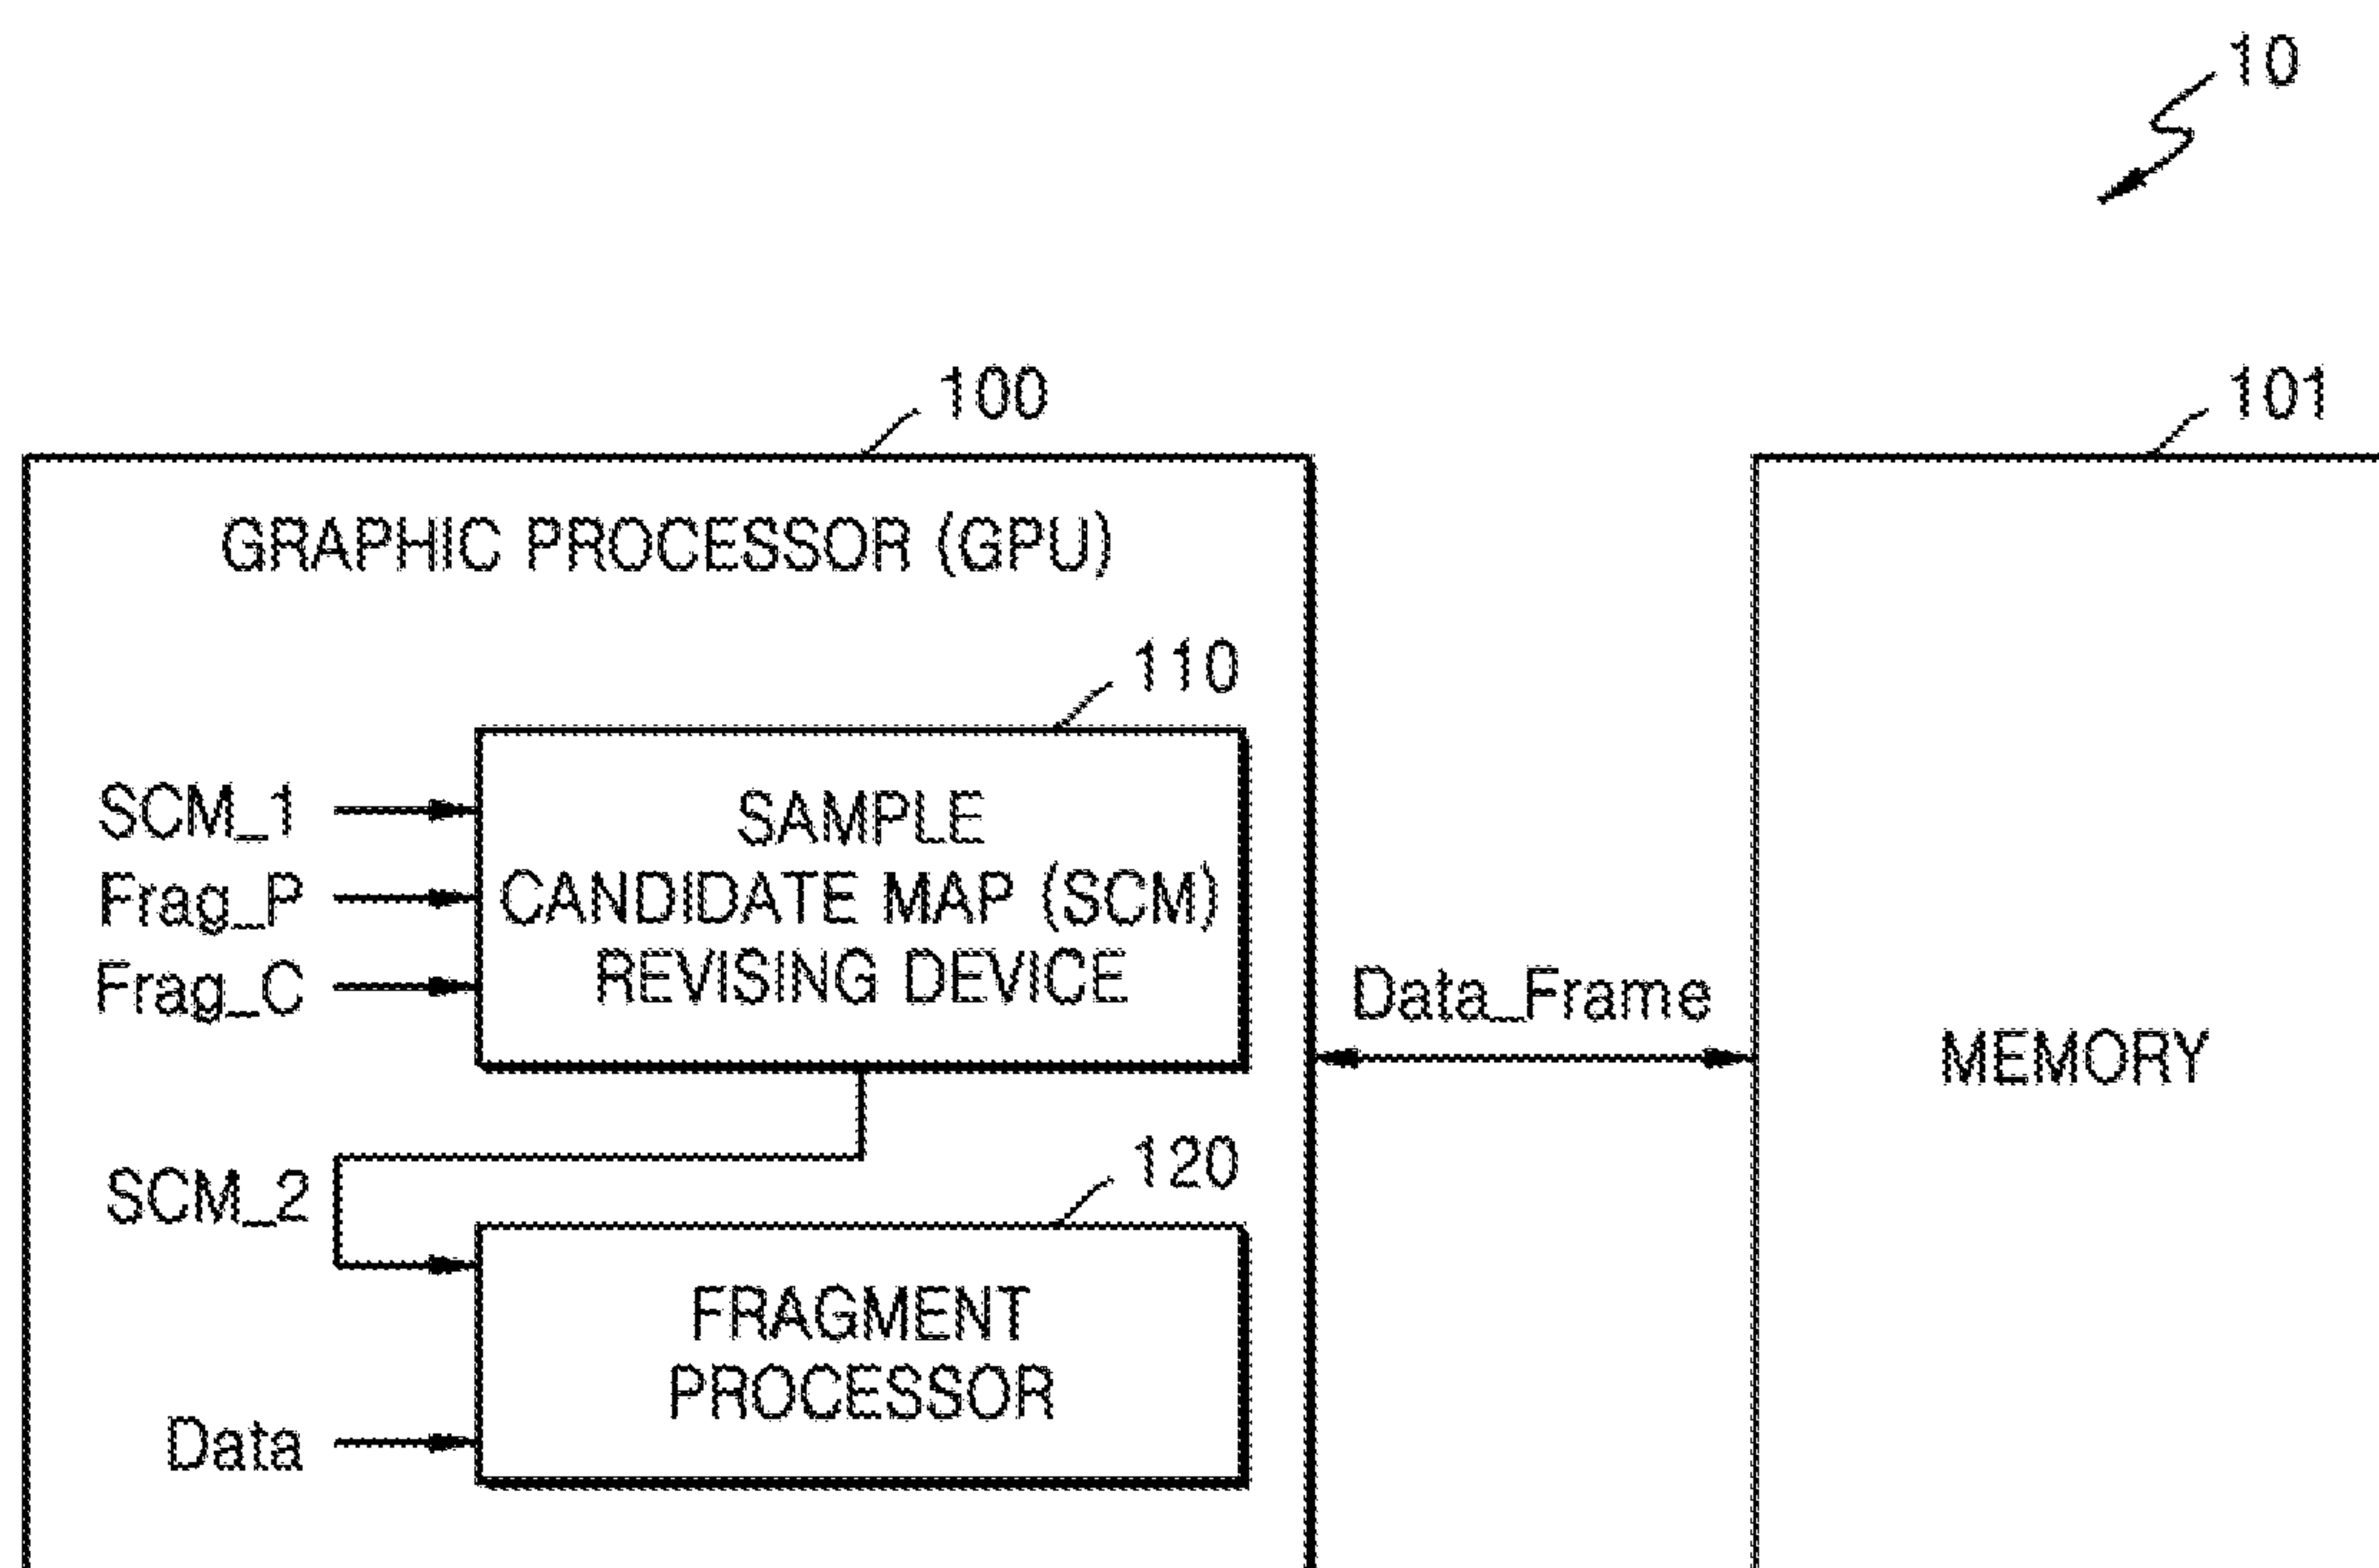 10
100
101
GRAPHIC PROCESSOR (GPU)
110
SCM_1
Frag_P
Frag_C
SAMPLE
CANDIDATE MAP (SCM)
REVISING DEVICE
Data_Frame
MEMORY
SCM_2
120
FRAGMENT
PROCESSOR
Data